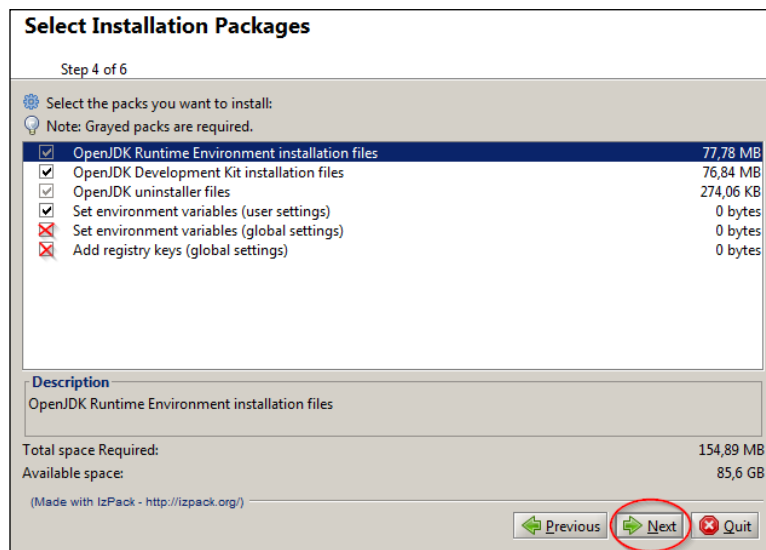 Select Installation Packages
Step 4 of 6
Select the packs you want to install:
Note: Grayed packs are required.
OpenJDK Runtime Environment installation files 77,78 MB
OpenJDK Development Kit installation files 76,84 MB
OpenJDK uninstaller files 274,06 KB
Set environment variables (user settings) 0 bytes
Set environment variables (global settings) 0 bytes
Add registry keys (global settings) 0 bytes
Description
OpenJDK Runtime Environment installation files
Total space Required: 154,89 MB
Available space: 85,6 GB
(Made with IzPack - http://izpack.org/)
Previous Next Quit